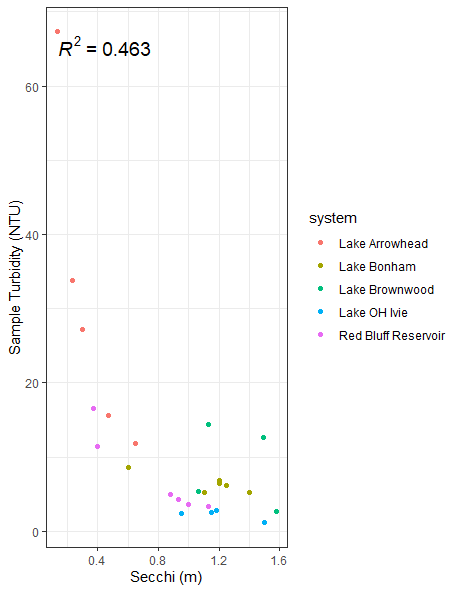 R² = 0.463
60
40
20
0
Sample Turbidity (NTU)
0.4 0.8 1.2 1.6
Secchi (m)
system
Lake Arrowhead
Lake Bonham
Lake Brownwood
Lake OH Ivie
Red Bluff Reservoir